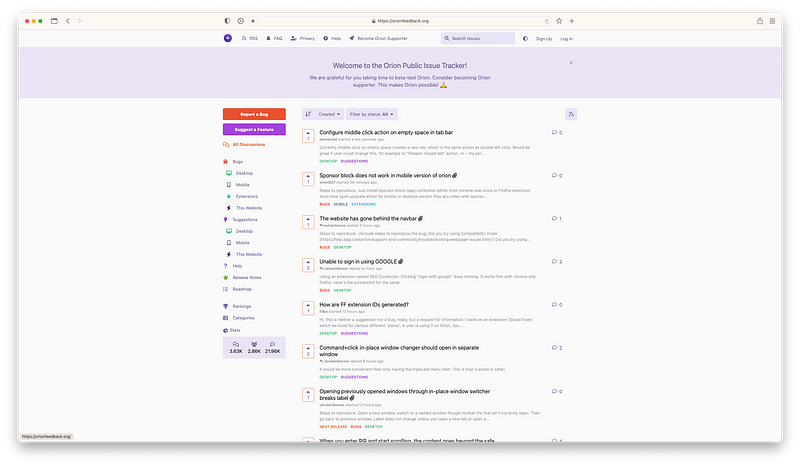 https://orionfeedback.org
RSS
FAQ
Privacy
Help
Become Orion Supporter
Search Issues
Sign Up
Log In
Welcome to the Orion Public Issue Tracker!
We are grateful for you taking time to beta-test Orion. Consider becoming Orion
supporter. This makes Orion possible! 🙏
Report a Bug
Suggest a Feature
All Discussions
Bugs
Desktop
Mobile
Extensions
This Website
Suggestions
Desktop
Mobile
This Website
Help
Release Notes
Roadmap
Rankings
Categories
Stats
3.63K 2.86K 21.96K
Created
Filter by status: All
1
Configure middle click action on empty space in tab bar
0
started a few seconds ago
Currently middle click on empty space creates a new tab, which is the same action as double left click. Would be
great if user could change this, for example to "Reopen closed tab" action, or – my par...
DESKTOP SUGGESTIONS
1
Sponsor block does not work in mobile version of orion
0
started 36 minutes ago
Steps to reproduce: Just install sponsor block (app) extension either from chrome web store or Firefox extension
store Now open youtube either its mobile or desktop version Play any video with sponso...
BUGS MOBILE EXTENSIONS
1
The website has gone behind the navbar
1
replied 2 hours ago
Steps to reproduce: <include steps to reproduce the bug, Did you try using Compatibility mode
(https://help.kagi.com/orion/support-and-community/troubleshooting-webpage-issues.html)? Did you try using...
BUGS DESKTOP
2
Unable to sign in using GOOGLE
2
replied an hour ago
Using an extension named SEO Conductor. Clicking "login with google" does nothing. It works fine with chrome and
firefox. Here's the screenshot for the same
BUGS DESKTOP
1
How are FF extension IDs generated?
0
started 10 hours ago
Hi, this is neither a suggestion nor a bug, really, but a request for information. I work on an extension (Social Fixer)
which we build for various different 'stores'. A user is using it on Orion, hav...
DESKTOP SUGGESTIONS
2
Command+click in-place window changer should open in separate
window
2
JordanSavoie replied 8 hours ago
It would be more convenient than only having the triple dot menu item. This is how it works in safari.
DESKTOP SUGGESTIONS
1
Opening previously opened windows through in-place window switcher
breaks label
0
JordanSavoie started 13 hours ago
Steps to reproduce: Open a new window, switch to a named window though toolbar the that isn't currently open. Then
go back to previous window. Label does not change unless you open a new tab or open a...
NEXT RELEASE BUGS DESKTOP
When you enter PIP and start scrolling, the content goes beyond the safe
https://orionfeedback.org/